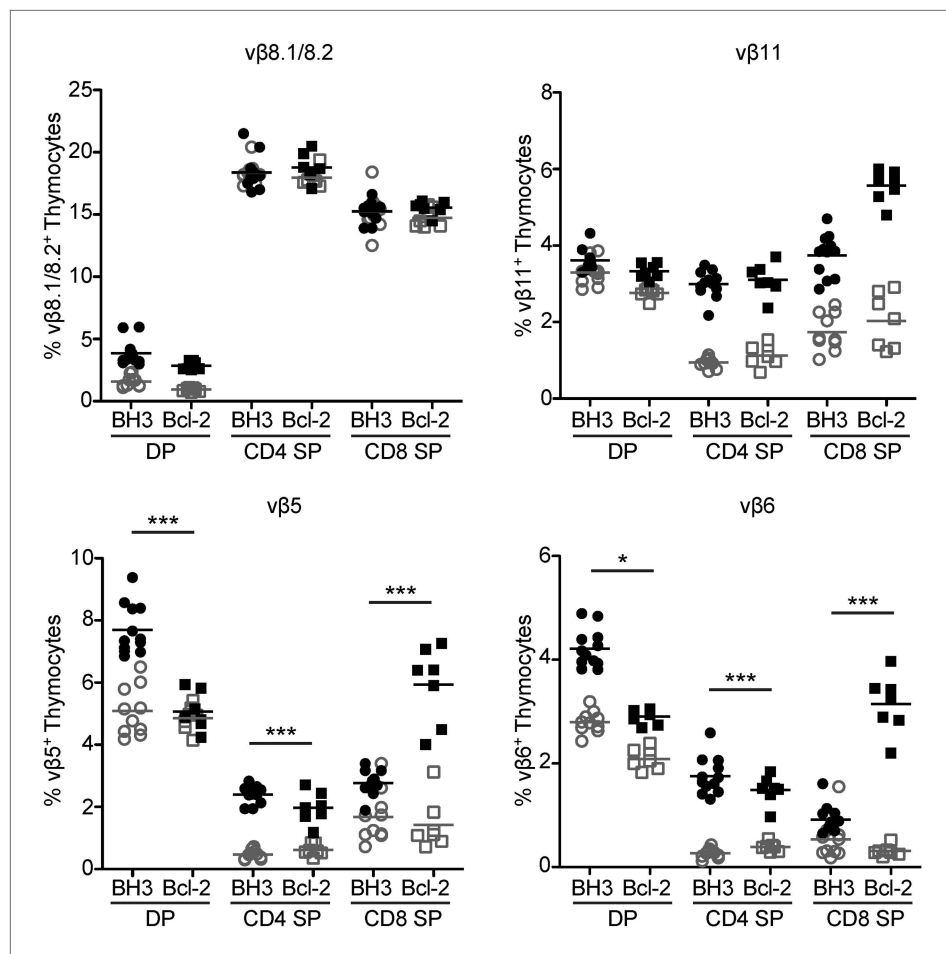 vβ8.1/8.2
% vβ8.1/8.2⁺ Thymocytes
25
20
15
10
5
0
BH3 Bcl-2 BH3 Bcl-2 BH3 Bcl-2
DP CD4 SP CD8 SP
vβ11
% vβ11⁺ Thymocytes
8
6
4
2
0
BH3 Bcl-2 BH3 Bcl-2 BH3 Bcl-2
DP CD4 SP CD8 SP
vβ5
% vβ5⁺ Thymocytes
10
8
6
4
2
0
***
***
***
BH3 Bcl-2 BH3 Bcl-2 BH3 Bcl-2
DP CD4 SP CD8 SP
vβ6
% vβ6⁺ Thymocytes
6
4
2
0
*
***
***
BH3 Bcl-2 BH3 Bcl-2 BH3 Bcl-2
DP CD4 SP CD8 SP